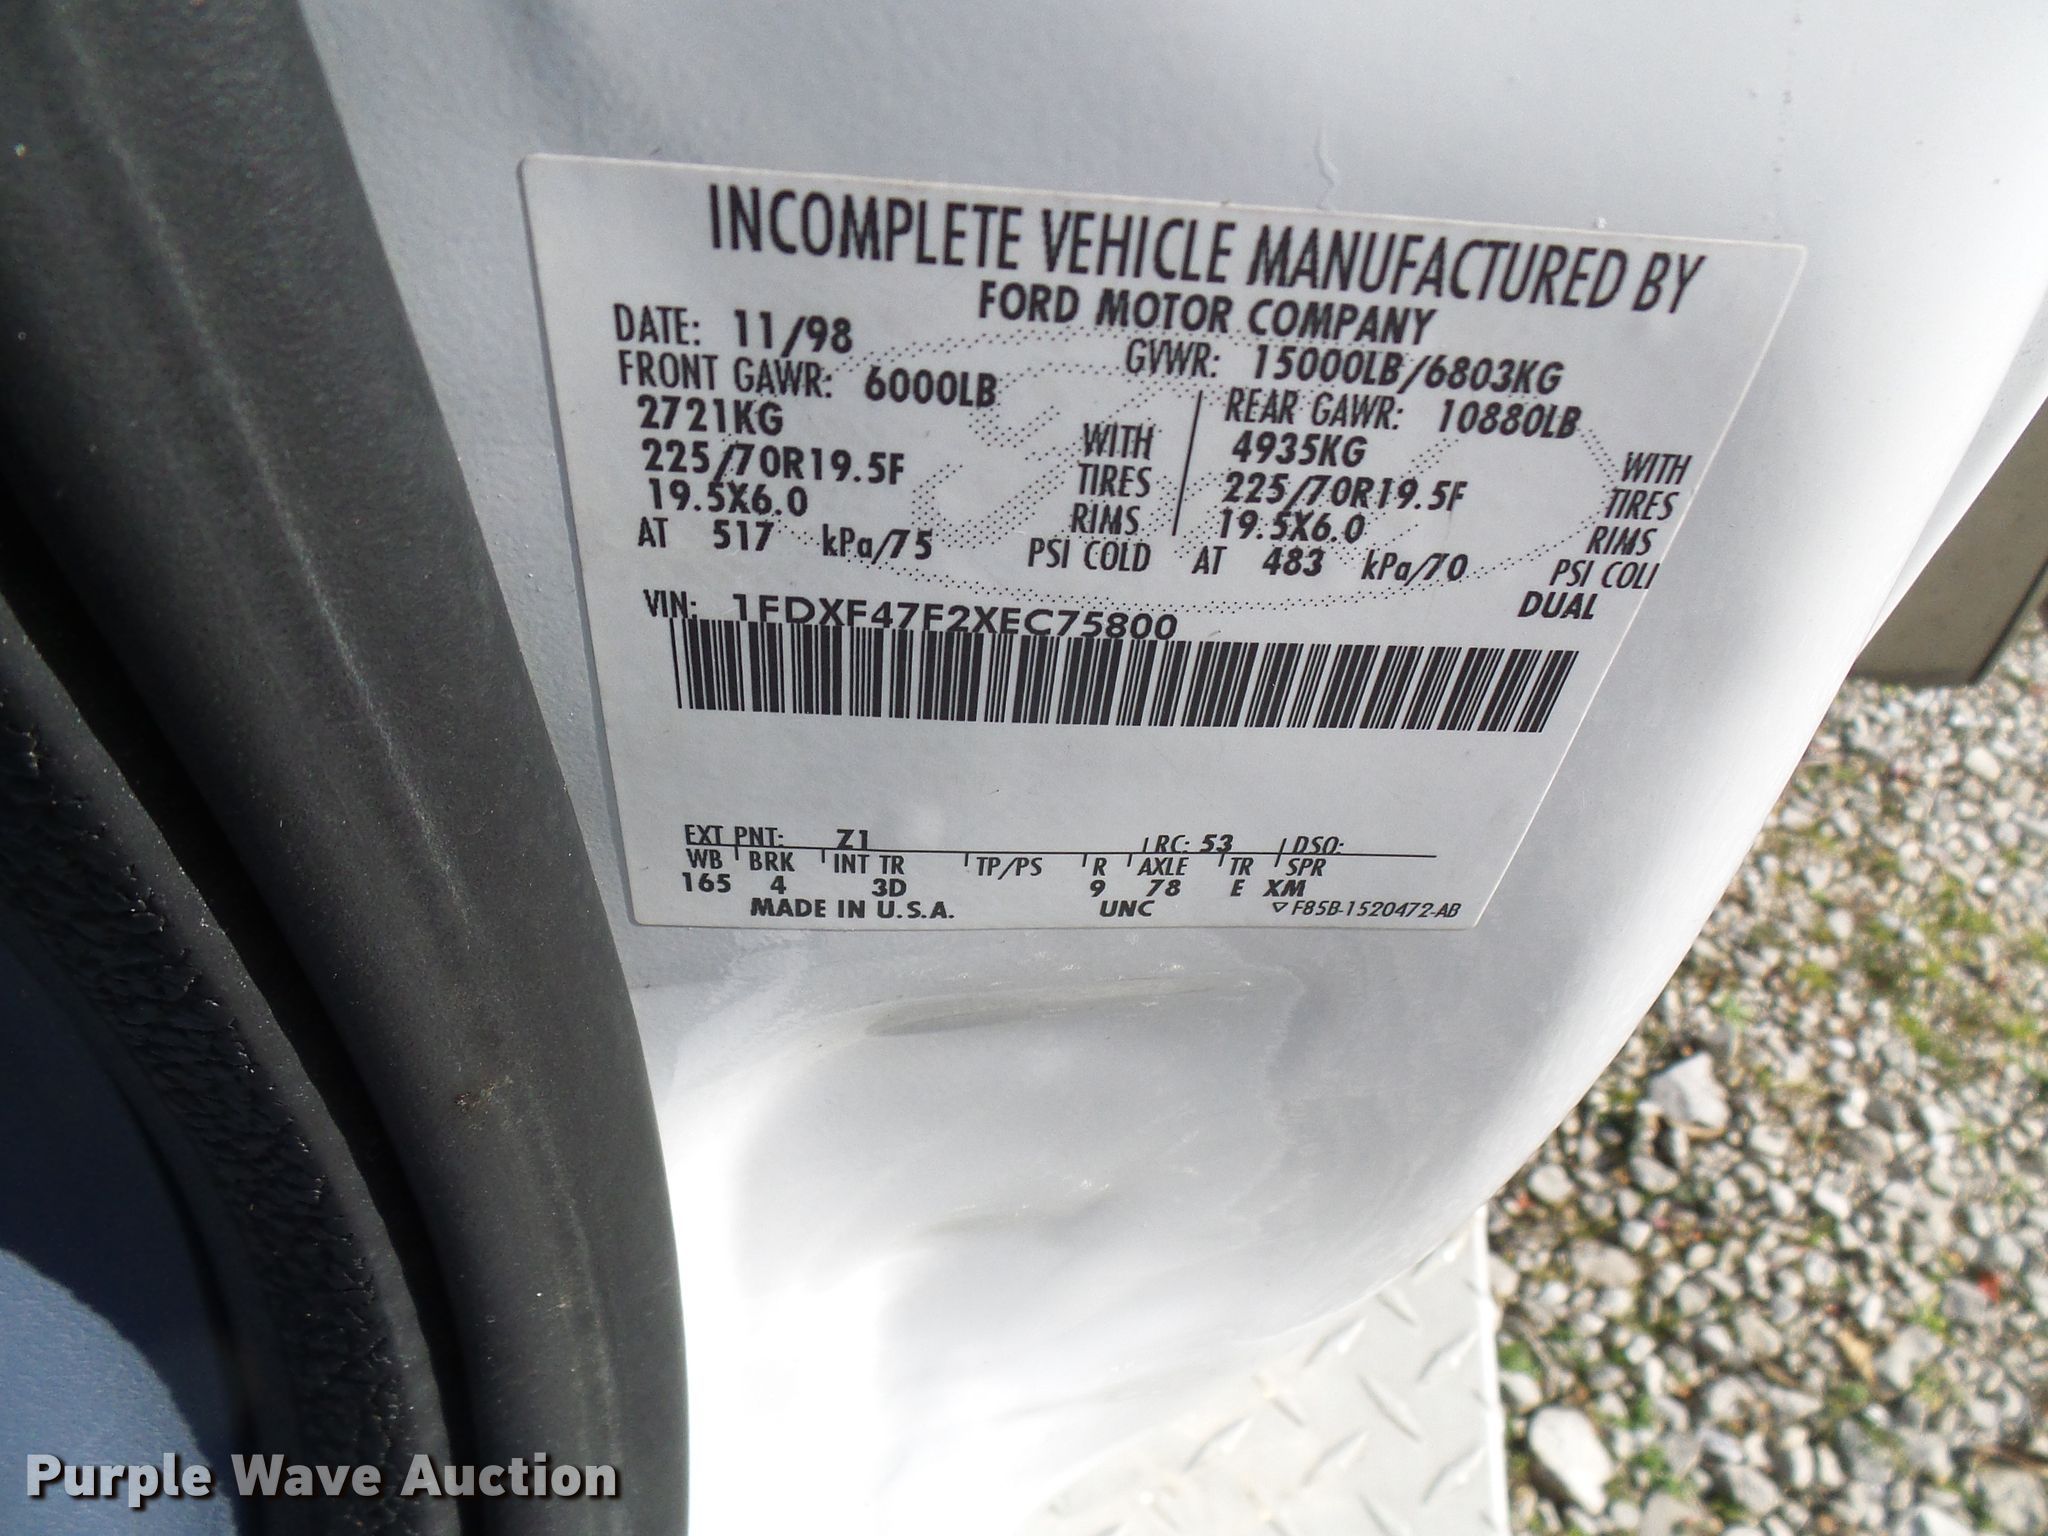 INCOMPLETE VEHICLE MANUFACTURED BY
FORD MOTOR COMPANY
DATE: 11/98
GVWR: 15000LB/6803KG
FRONT GAWR: 6000LB
2721KG WITH
225/70R19.5F TIRES
19.5X6.0 RIMS
AT 517 kPa/75 PSI COLD
REAR GAWR: 10880LB
4935KG WITH
225/70R19.5F TIRES
19.5X6.0 RIMS
AT 483 kPa/70 PSI COLD
DUAL
VIN: 1FDXF47F2XEC75800
EXT PNT: Z1 RC: 53 DSO:
WB BRK INT TR TP/PS R AXLE TR SPR
165 4 3D 9 78 E XM
MADE IN U.S.A. UNC ▽ F85B-1520472-AB
Purple Wave Auction